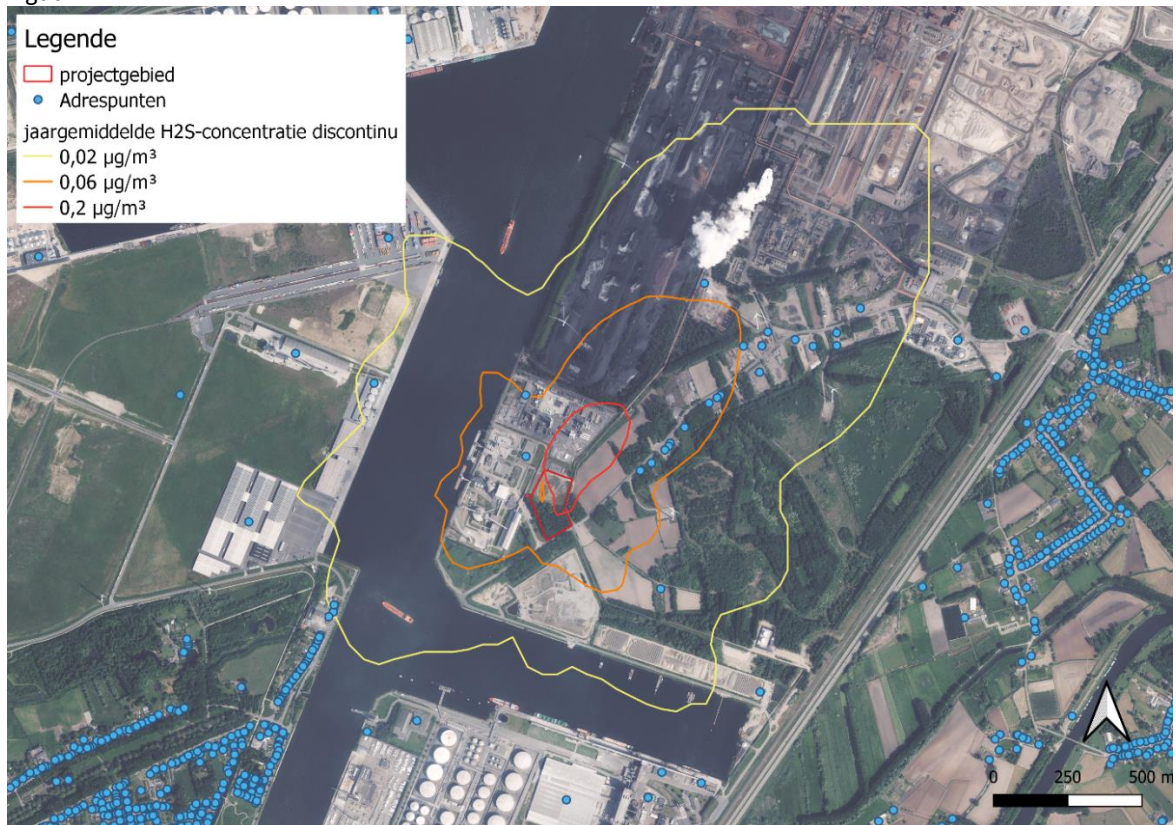 Legende
projectgebied
Adrespunten
jaargemiddelde H2S-concentratie discontinu
0,02 µg/m³
0,06 µg/m³
0,2 µg/m³
0 250 500 m